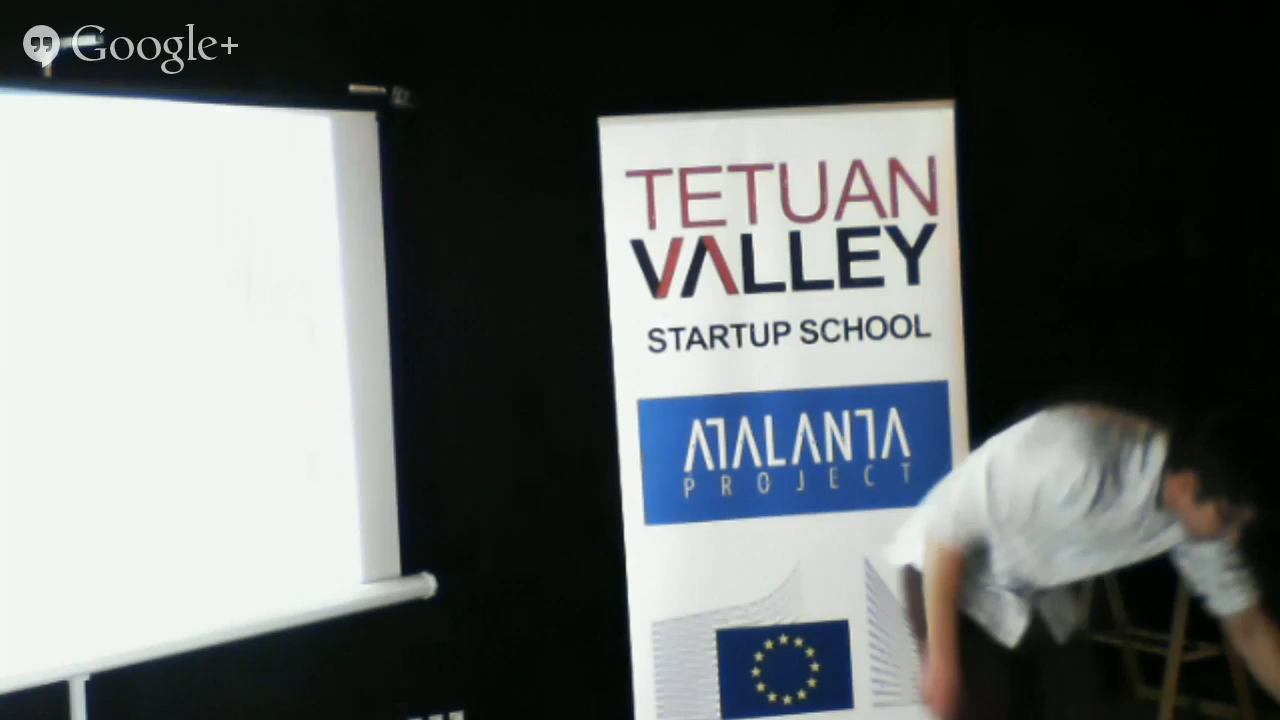 Google+
TETUAN
VALLEY
STARTUP SCHOOL
ATALANTA
PROJECT